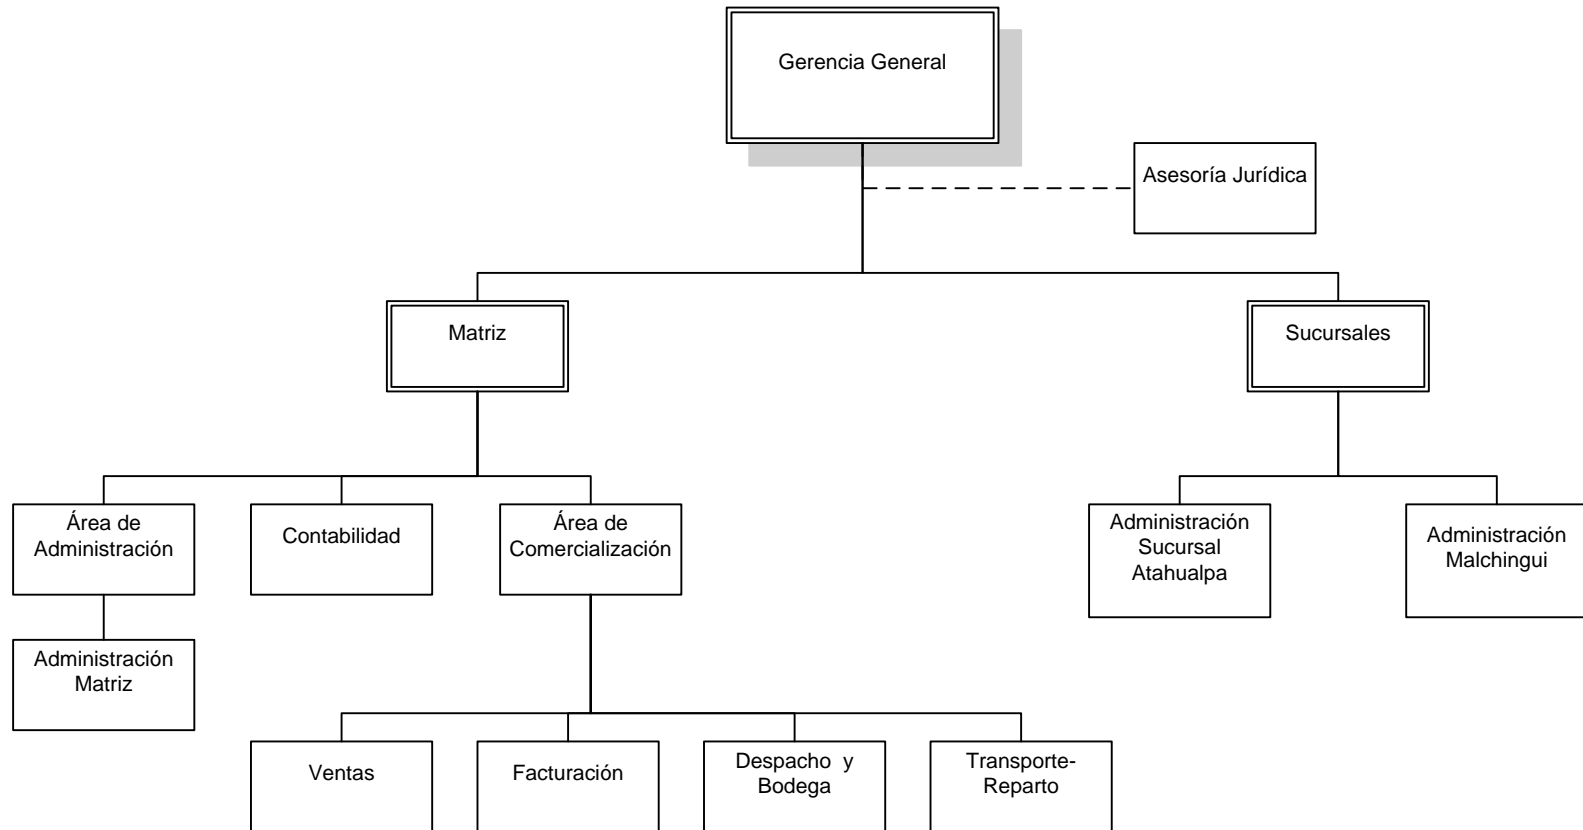 Gerencia General
Asesoría Jurídica
Matriz
Sucursales
Área de
Administración
Contabilidad
Área de
Comercialización
Administración
Sucursal
Atahualpa
Administración
Malchingui
Administración
Matriz
Ventas
Facturación
Despacho y
Bodega
Transporte-
Reparto